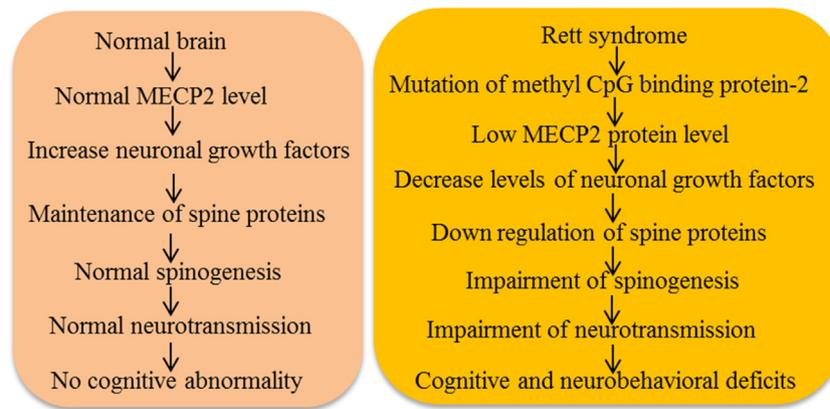 Normal brain
Normal MECP2 level
Increase neuronal growth factors
Maintenance of spine proteins
Normal spinogenesis
Normal neurotransmission
No cognitive abnormality
Rett syndrome
Mutation of methyl CpG binding protein-2
Low MECP2 protein level
Decrease levels of neuronal growth factors
Down regulation of spine proteins
Impairment of spinogenesis
Impairment of neurotransmission
Cognitive and neurobehavioral deficits